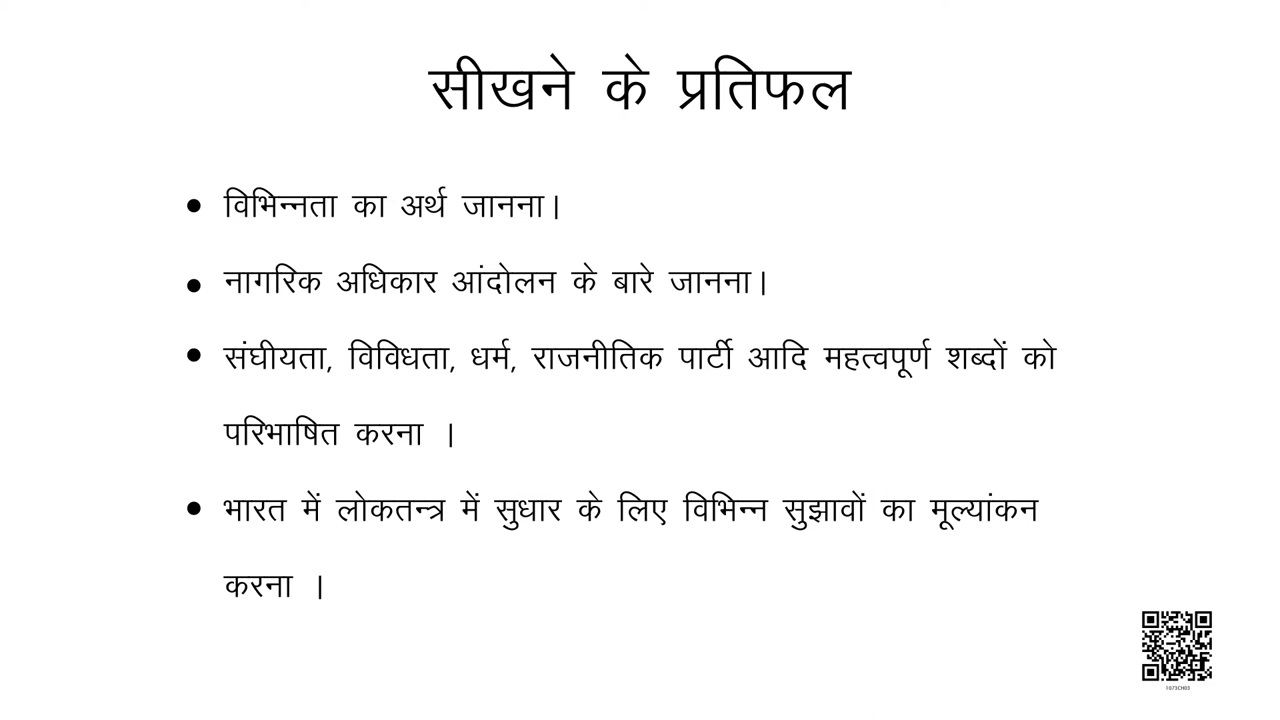 सीखने के प्रतिफल
• विभिन्नता का अर्थ जानना।
• नागरिक अधिकार आंदोलन के बारे जानना।
• संघीयता, विविधता, धर्म, राजनीतिक पार्टी आदि महत्वपूर्ण शब्दों को
परिभाषित करना ।
• भारत में लोकतन्त्र में सुधार के लिए विभिन्न सुझावों का मूल्यांकन
करना ।
1073CH03